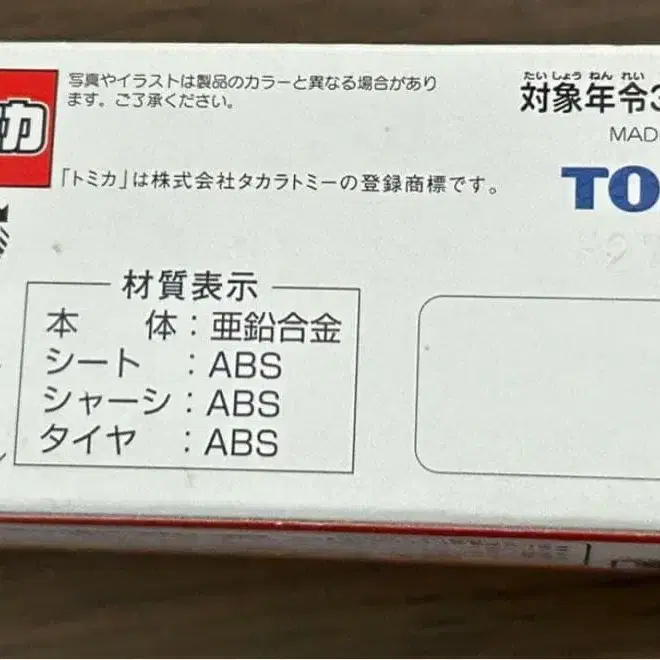 写真やイラストは製品のカラーと異なる場合があり
ます。ご了承ください。
カ
「トミカ」は株式会社タカラトミーの登録商標です。
たいしょうねんれい
対象年令3
MAD
TO
材質表示
本 体：亜鉛合金
シート ：ABS
シャーシ：ABS
タイヤ ：ABS